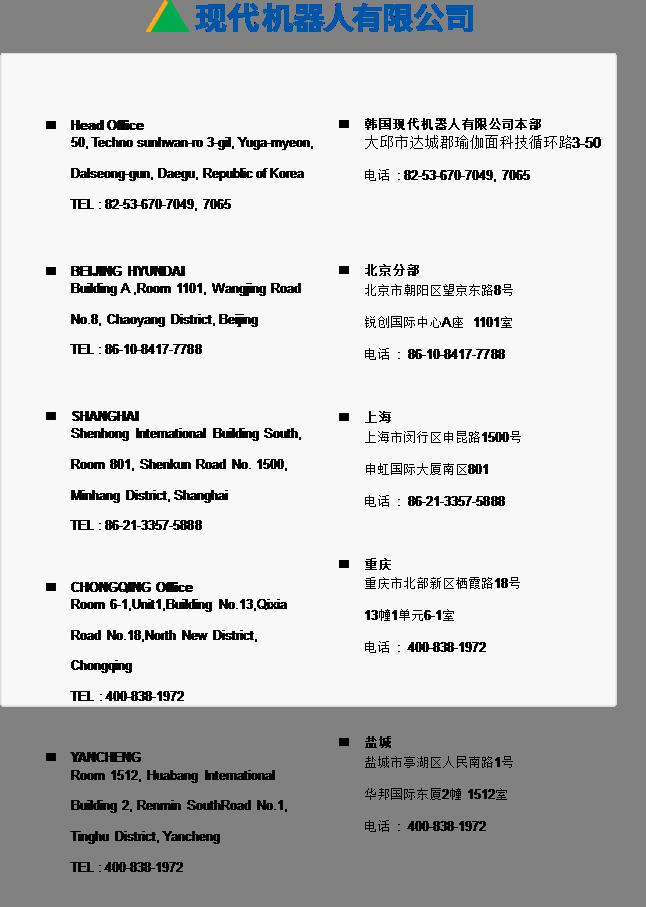 现代机器人有限公司
■ Head Office
50, Techno sunhwan-ro 3-gil, Yuga-myeon,
Dalseong-gun, Daegu, Republic of Korea
TEL : 82-53-670-7049, 7065
■ BEIJING HYUNDAI
Building A ,Room 1101, Wangjing Road
No.8, Chaoyang District, Beijing
TEL : 86-10-8417-7788
■ SHANGHAI
Shenhong International Building South,
Room 801, Shenkun Road No. 1500,
Minhang District, Shanghai
TEL : 86-21-3357-5888
■ CHONGQING Office
Room 6-1,Unit1,Building No.13,Qixia
Road No.18,North New District,
Chongqing
TEL : 400-838-1972
■ YANCHENG
Room 1512, Huabang International
Building 2, Renmin SouthRoad No.1,
Tinghu District, Yancheng
TEL : 400-838-1972
■ 韩国现代机器人有限公司本部
大邱市达城郡瑜伽面科技循环路3-50
电话 : 82-53-670-7049, 7065
■ 北京分部
北京市朝阳区望京东路8号
锐创国际中心A座 1101室
电话 : 86-10-8417-7788
■ 上海
上海市闵行区申昆路1500号
申虹国际大厦南区801
电话 : 86-21-3357-5888
■ 重庆
重庆市北部新区栖霞路18号
13幢1单元6-1室
电话 : 400-838-1972
■ 盐城
盐城市亭湖区人民南路1号
华邦国际东厦2幢 1512室
电话 : 400-838-1972